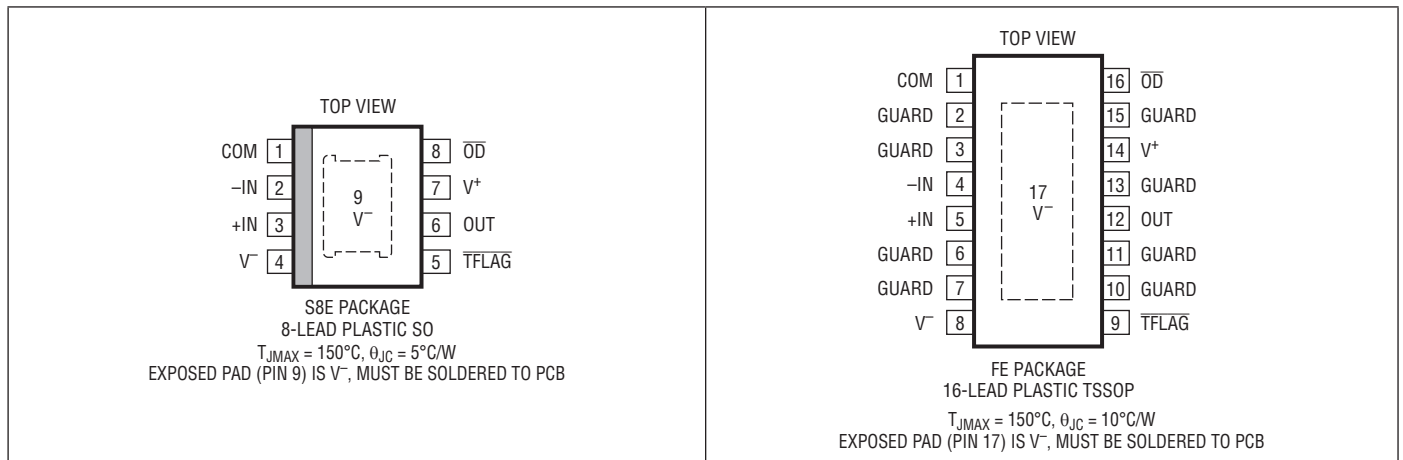 TOP VIEW
COM 1
–IN 2
+IN 3
V⁻ 4
9
V⁻
8 O̅D̅
7 V⁺
6 OUT
5 T̅F̅L̅A̅G̅
S8E PACKAGE
8-LEAD PLASTIC SO
TJMAX = 150°C, θJC = 5°C/W
EXPOSED PAD (PIN 9) IS V⁻, MUST BE SOLDERED TO PCB
TOP VIEW
COM 1
GUARD 2
GUARD 3
–IN 4
+IN 5
GUARD 6
GUARD 7
V⁻ 8
17
V⁻
16 O̅D̅
15 GUARD
14 V⁺
13 GUARD
12 OUT
11 GUARD
10 GUARD
9 T̅F̅L̅A̅G̅
FE PACKAGE
16-LEAD PLASTIC TSSOP
TJMAX = 150°C, θJC = 10°C/W
EXPOSED PAD (PIN 17) IS V⁻, MUST BE SOLDERED TO PCB